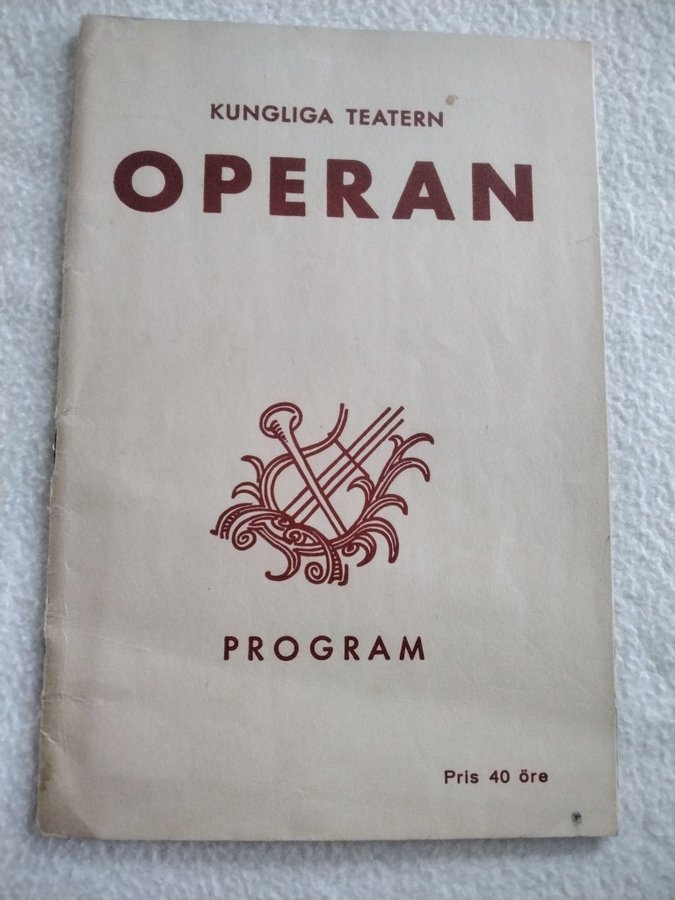 KUNGLIGA TEATERN
OPERAN
PROGRAM
Pris 40 öre